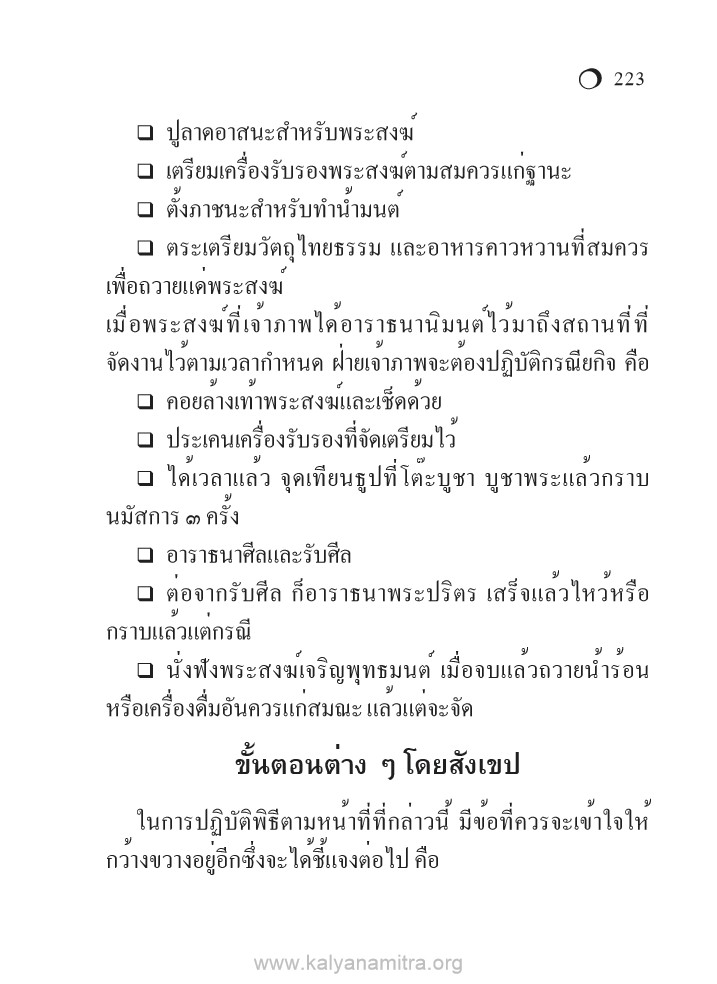 223
❑ ปูลาดอาสนะสำหรับพระสงฆ์
❑ เตรียมเครื่องรับรองพระสงฆ์ตามสมควรแก่ฐานะ
❑ ตั้งภาชนะสำหรับทำน้ำมนต์
❑ ตระเตรียมวัตถุไทยธรรม และอาหารคาวหวานที่สมควร
เพื่อถวายแด่พระสงฆ์
เมื่อพระสงฆ์ที่เจ้าภาพได้อาราธนานิมนต์ไว้มาถึงสถานที่ที่
จัดงานไว้ตามเวลากำหนด ฝ่ายเจ้าภาพจะต้องปฏิบัติกรณียกิจ คือ
❑ คอยล้างเท้าพระสงฆ์และเช็ดด้วย
❑ ประเคนเครื่องรับรองที่จัดเตรียมไว้
❑ ได้เวลาแล้ว จุดเทียนธูปที่โต๊ะบูชา บูชาพระแล้วกราบ
นมัสการ ๓ ครั้ง
❑ อาราธนาศีลและรับศีล
❑ ต่อจากรับศีล ก็อาราธนาพระปริตร เสร็จแล้วไหว้หรือ
กราบแล้วแต่กรณี
❑ นั่งฟังพระสงฆ์เจริญพุทธมนต์ เมื่อจบแล้วถวายน้ำร้อน
หรือเครื่องดื่มอันควรแก่สมณะ แล้วแต่จะจัด
ขั้นตอนต่าง ๆ โดยสังเขป
ในการปฏิบัติพิธีตามหน้าที่ที่กล่าวนี้ มีข้อที่ควรจะเข้าใจให้
กว้างขวางอยู่อีกซึ่งจะได้ชี้แจงต่อไป คือ
www.kalyanamitra.org